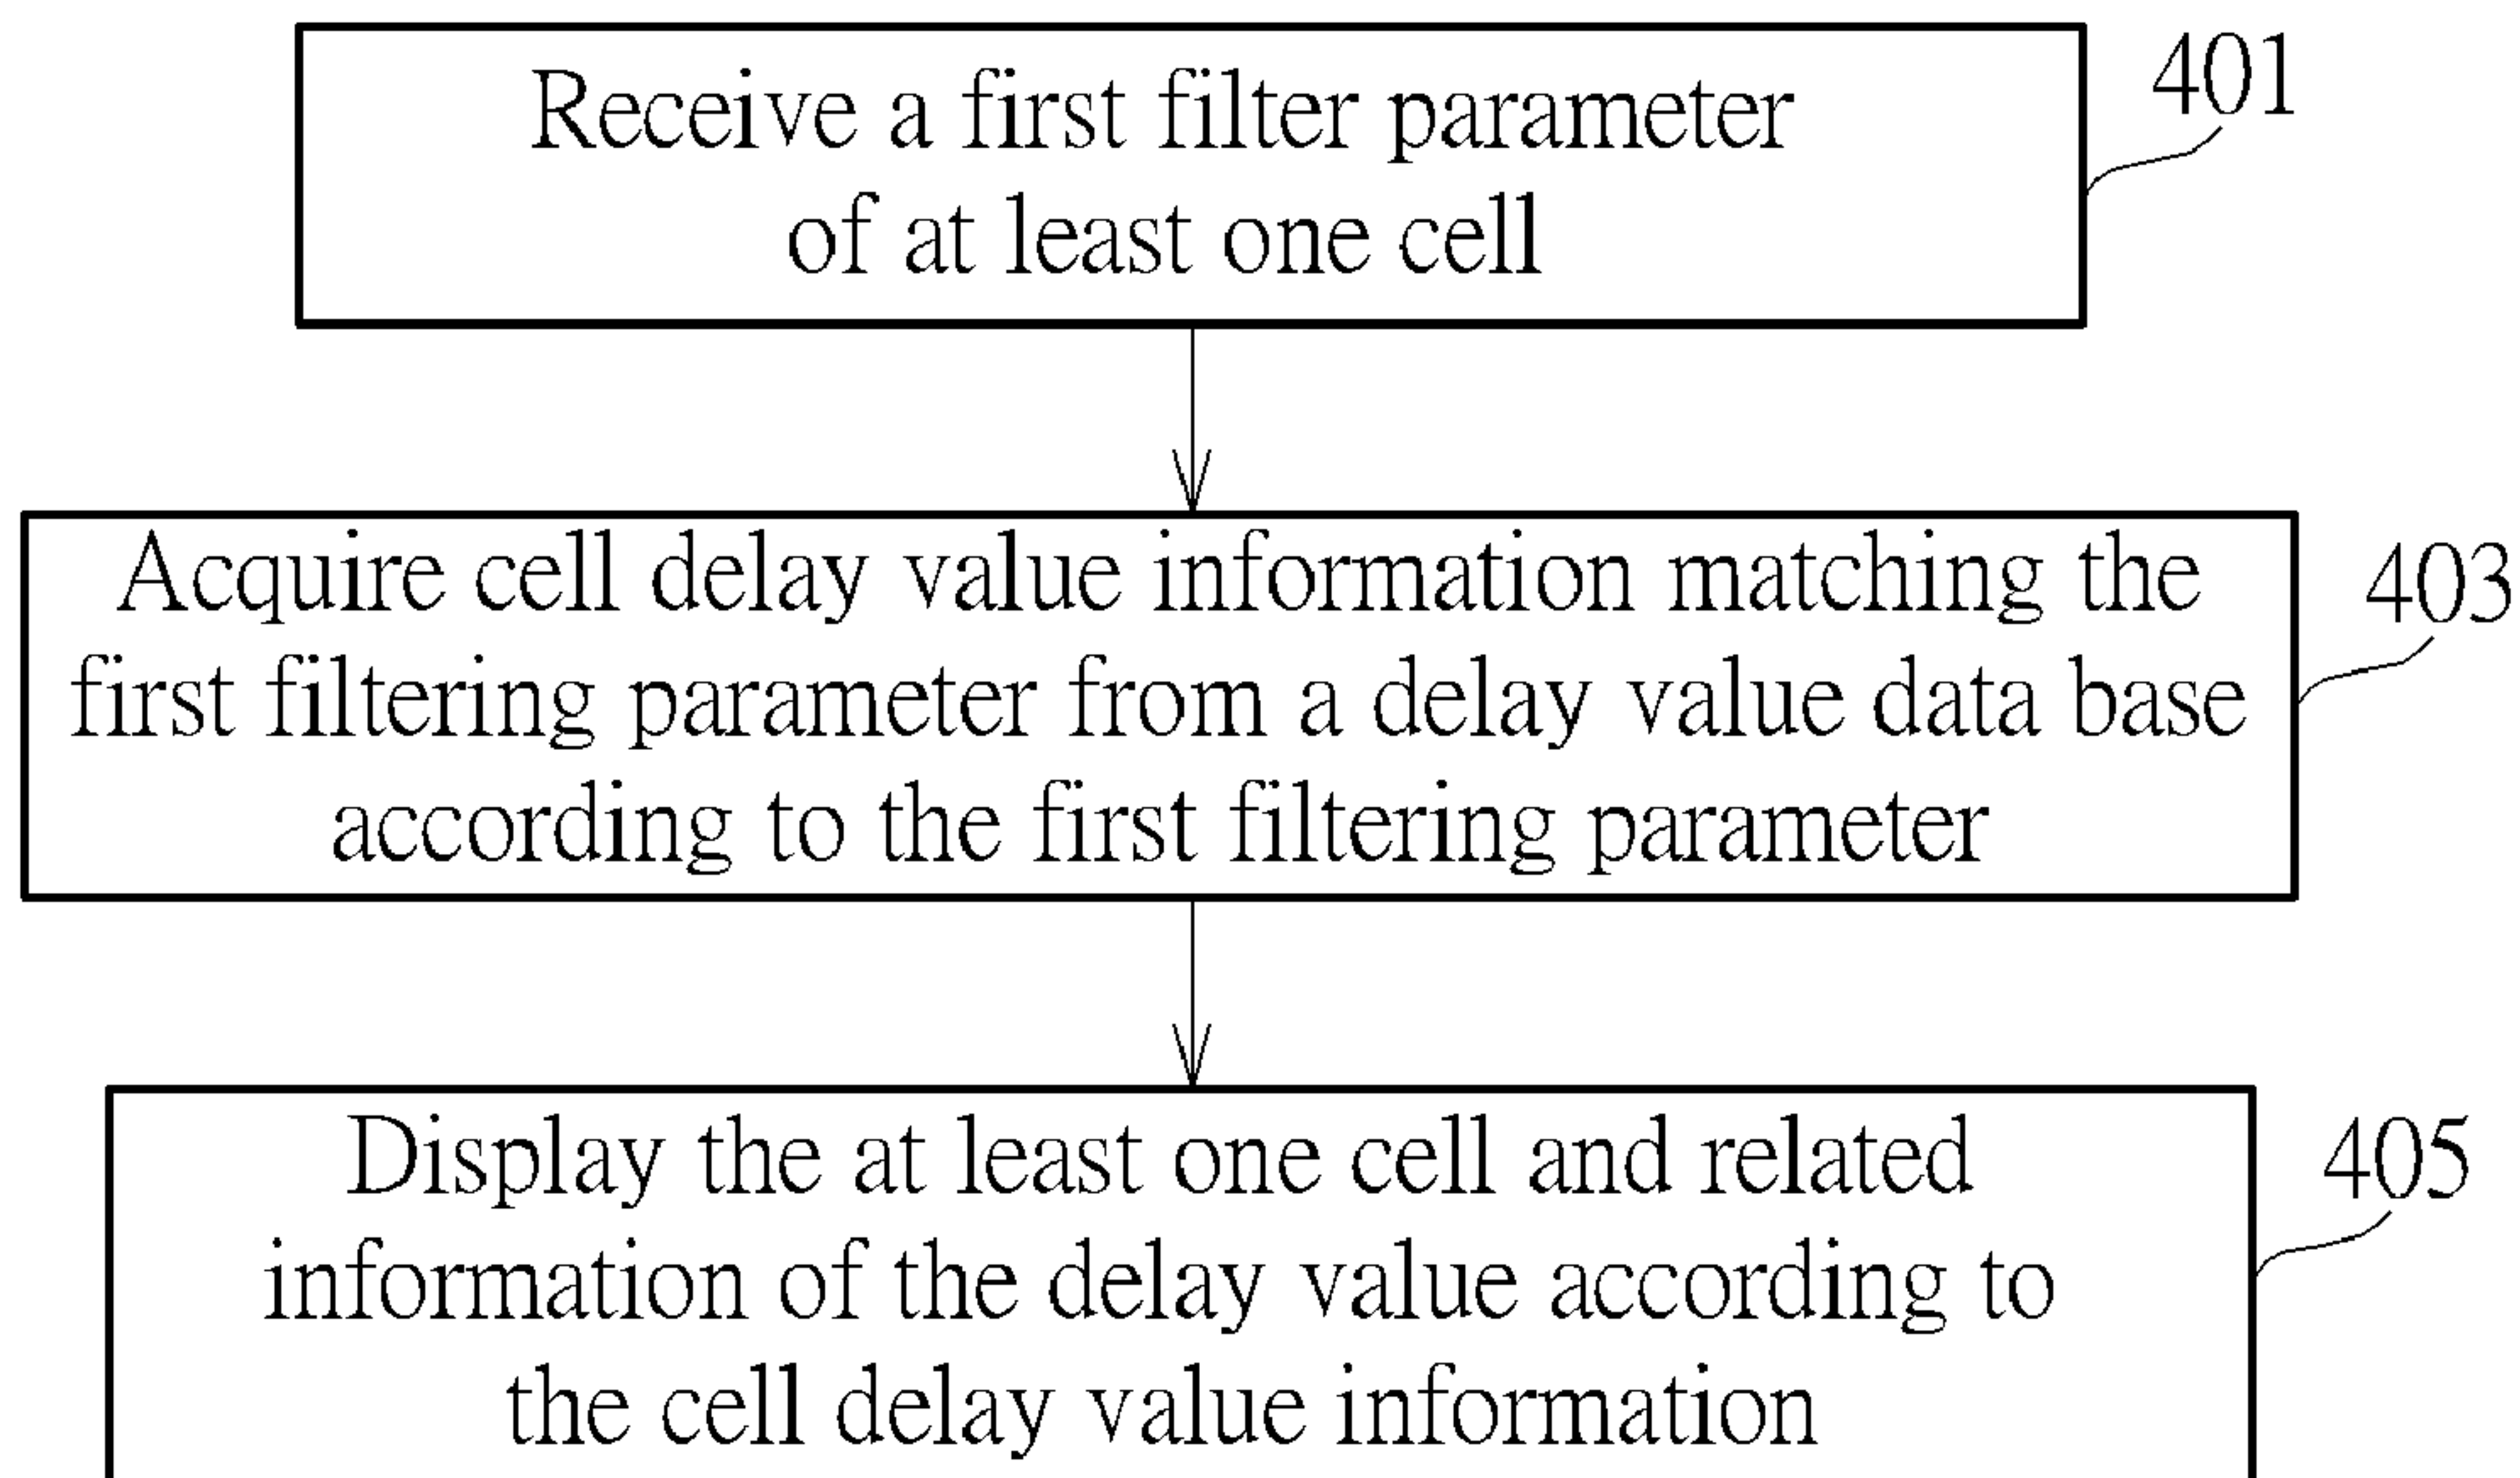 Receive a first filter parameter
of at least one cell
401
Acquire cell delay value information matching the
first filtering parameter from a delay value data base
according to the first filtering parameter
403
Display the at least one cell and related
information of the delay value according to
the cell delay value information
405